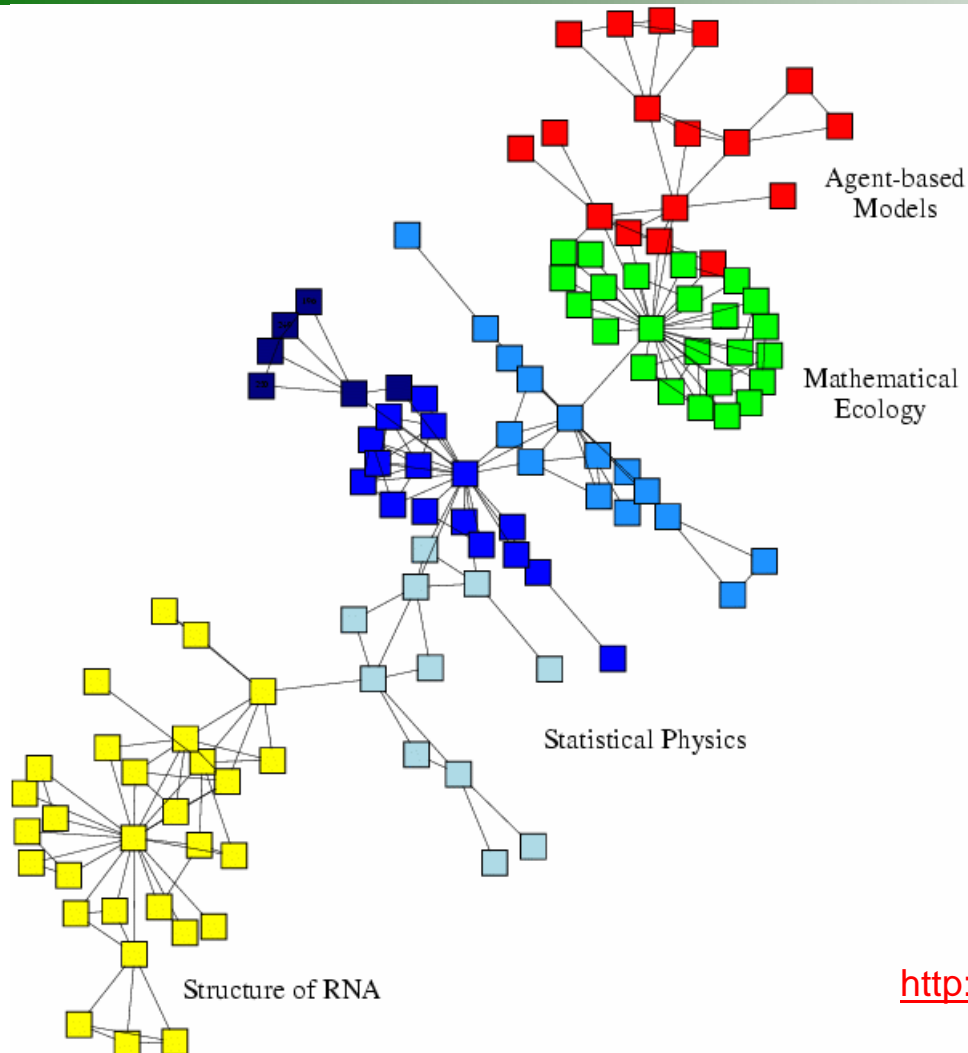 Agent-based
Models
Mathematical
Ecology
Statistical Physics
Structure of RNA
http: